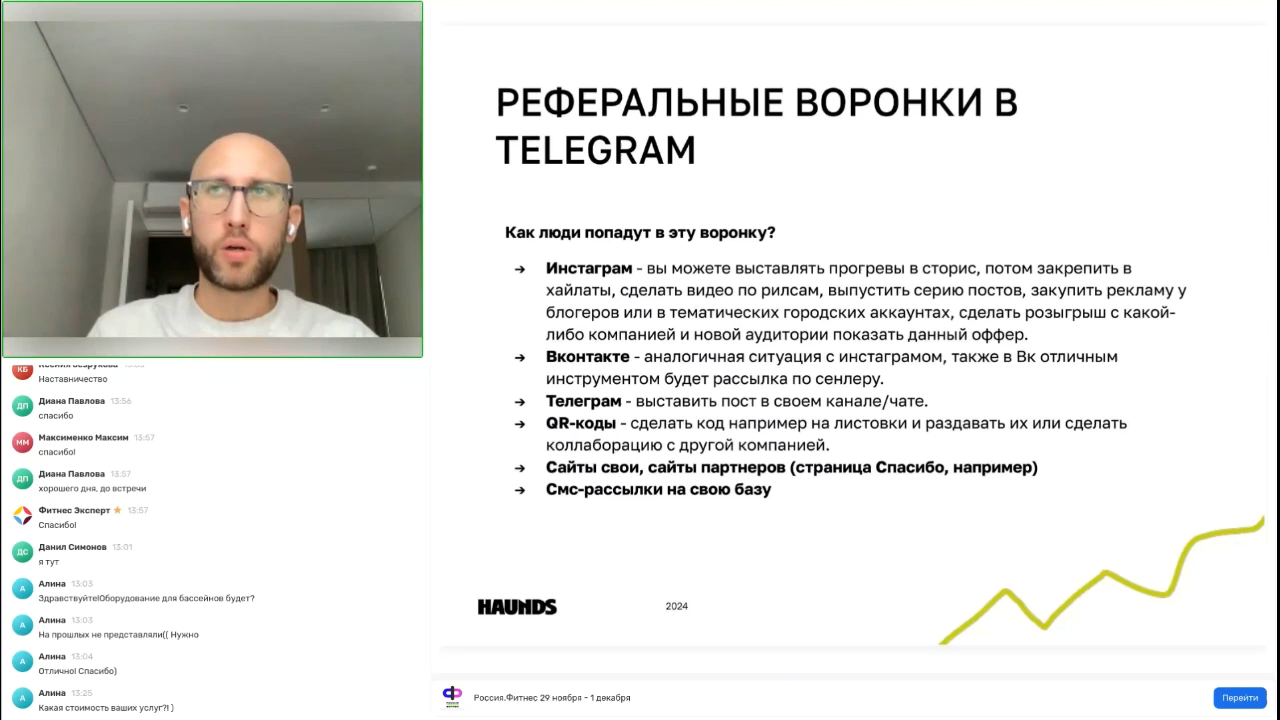 РЕФЕРАЛЬНЫЕ ВОРОНКИ В
TELEGRAM
Как люди попадут в эту воронку?
➔ Инстаграм - вы можете выставлять прогревы в сторис, потом закрепить в
хайлаты, сделать видео по рилсам, выпустить серию постов, закупить рекламу у
блогеров или в тематических городских аккаунтах, сделать розыгрыш с какой-
либо компанией и новой аудитории показать данный оффер.
➔ Вконтакте - аналогичная ситуация с инстаграмом, также в Вк отличным
инструментом будет рассылка по сенлеру.
➔ Телеграм - выставить пост в своем канале/чате.
➔ QR-коды - сделать код например на листовки и раздавать их или сделать
коллаборацию с другой компанией.
➔ Сайты свои, сайты партнеров (страница Спасибо, например)
➔ Смс-рассылки на свою базу
HAUNDS
2024
Россия.Фитнес 29 ноября - 1 декабря
Перейти
КБ
Наставничество
ДП Диана Павлова 13:56
спасибо
ММ Максименко Максим 13:57
спасибо!
ДП Диана Павлова 13:57
хорошего дня, до встречи
Фитнес Эксперт 13:57
Спасибо!
ДС Данил Симонов 13:01
я тут
А Алина 13:03
Здравствуйте!Оборудование для бассейнов будет?
А Алина 13:03
На прошлых не представляли(( Нужно
А Алина 13:04
Отлично! Спасибо)
А Алина 13:25
Какая стоимость ваших услуг?! )